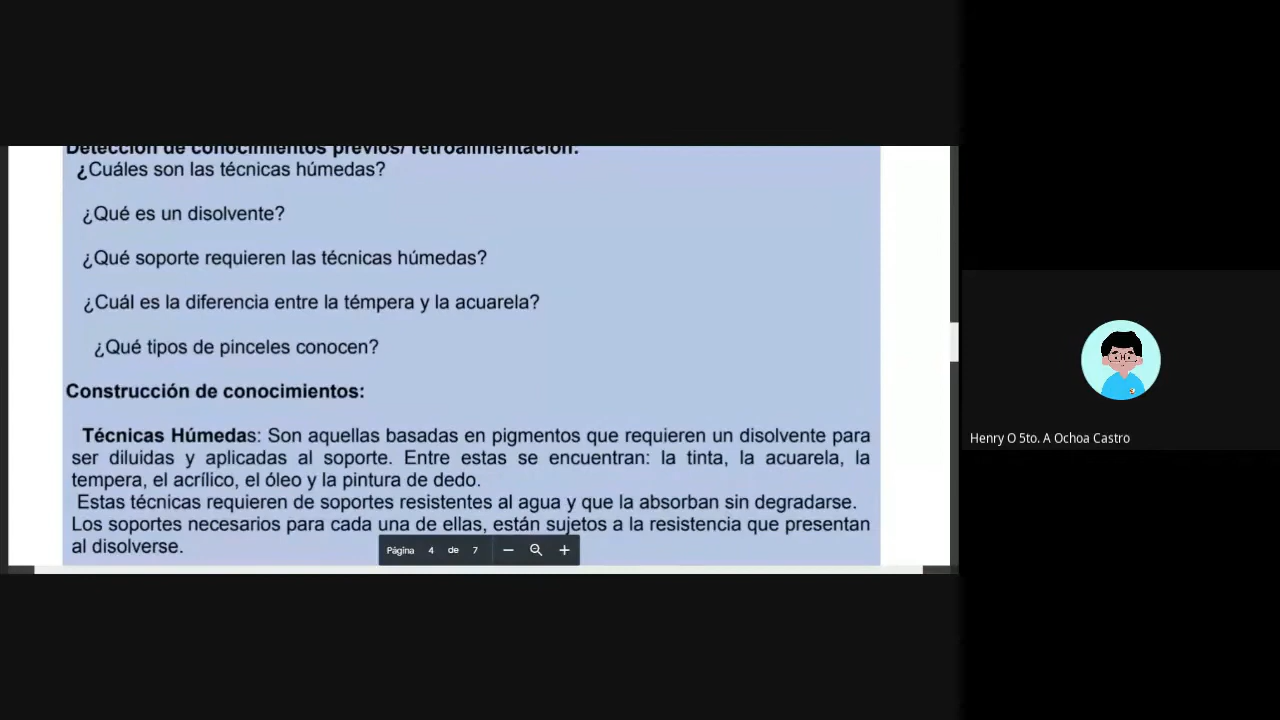 Detección de conocimientos previos/ retroalimentación:
¿Cuáles son las técnicas húmedas?
¿Qué es un disolvente?
¿Qué soporte requieren las técnicas húmedas?
¿Cuál es la diferencia entre la témpera y la acuarela?
¿Qué tipos de pinceles conocen?
Construcción de conocimientos:
Técnicas Húmedas: Son aquellas basadas en pigmentos que requieren un disolvente para
ser diluidas y aplicadas al soporte. Entre estas se encuentran: la tinta, la acuarela, la
tempera, el acrílico, el óleo y la pintura de dedo.
Estas técnicas requieren de soportes resistentes al agua y que la absorban sin degradarse.
Los soportes necesarios para cada una de ellas, están sujetos a la resistencia que presentan
al disolverse.
Página 4 de 7
Henry O 5to. A Ochoa Castro